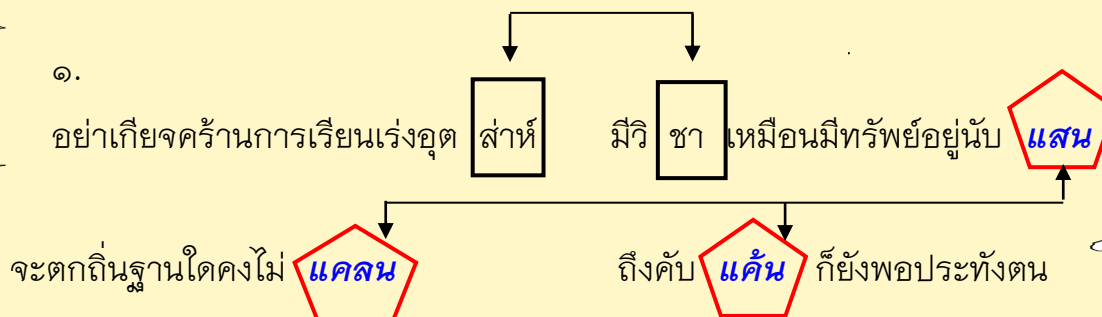 ๑.
อย่าเกียจคร้านการเรียนเร่งอุต ส่าห์ มีวิ ชา เหมือนมีทรัพย์อยู่นับ แสน
จะตกถิ่นฐานใดคงไม่ แคลน ถึงคับ แค้น ก็ยังพอประทังตน